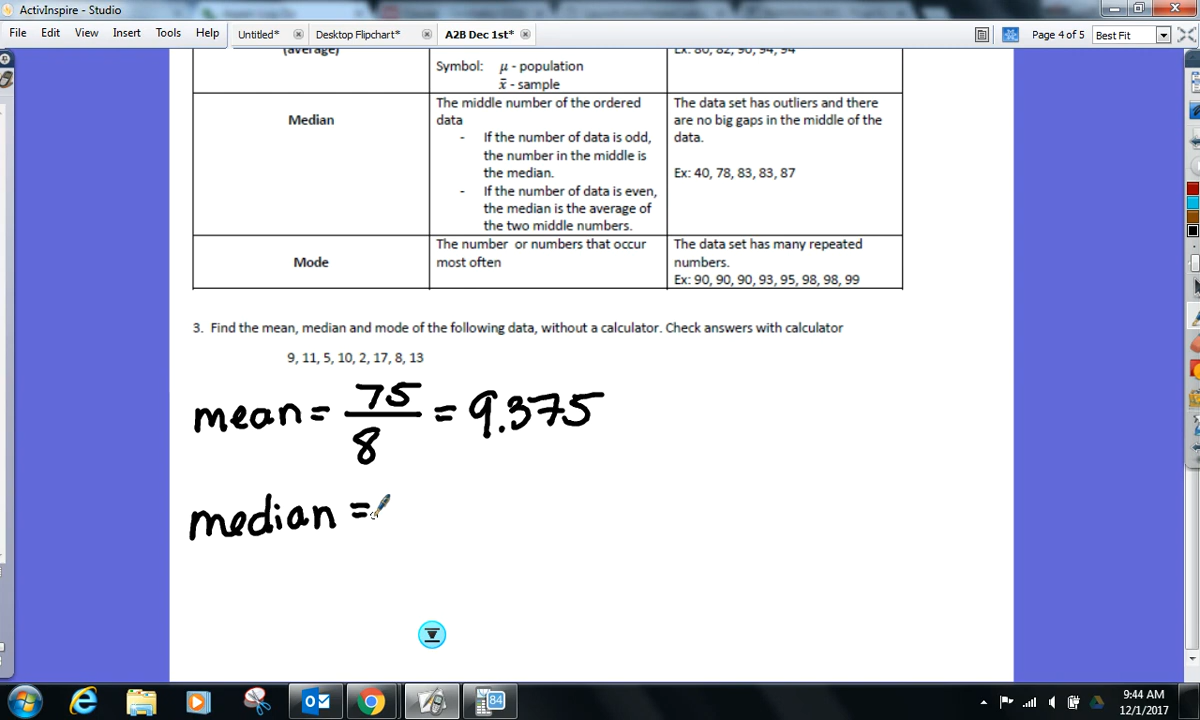 ActivInspire - Studio
File Edit View Insert Tools Help Untitled* Desktop Flipchart* A2B Dec 1st* Page 4 of 5 Best Fit
(average)
Symbol: μ - population
x̄ - sample
Ex: 80, 82, 90, 94, 94
Median
The middle number of the ordered
data
- If the number of data is odd,
the number in the middle is
the median.
- If the number of data is even,
the median is the average of
the two middle numbers.
The data set has outliers and there
are no big gaps in the middle of the
data.
Ex: 40, 78, 83, 83, 87
Mode
The number or numbers that occur
most often
The data set has many repeated
numbers.
Ex: 90, 90, 90, 93, 95, 98, 98, 99
3. Find the mean, median and mode of the following data, without a calculator. Check answers with calculator
9, 11, 5, 10, 2, 17, 8, 13
mean = 75/8 = 9.375
median =
84
9:44 AM
12/1/2017